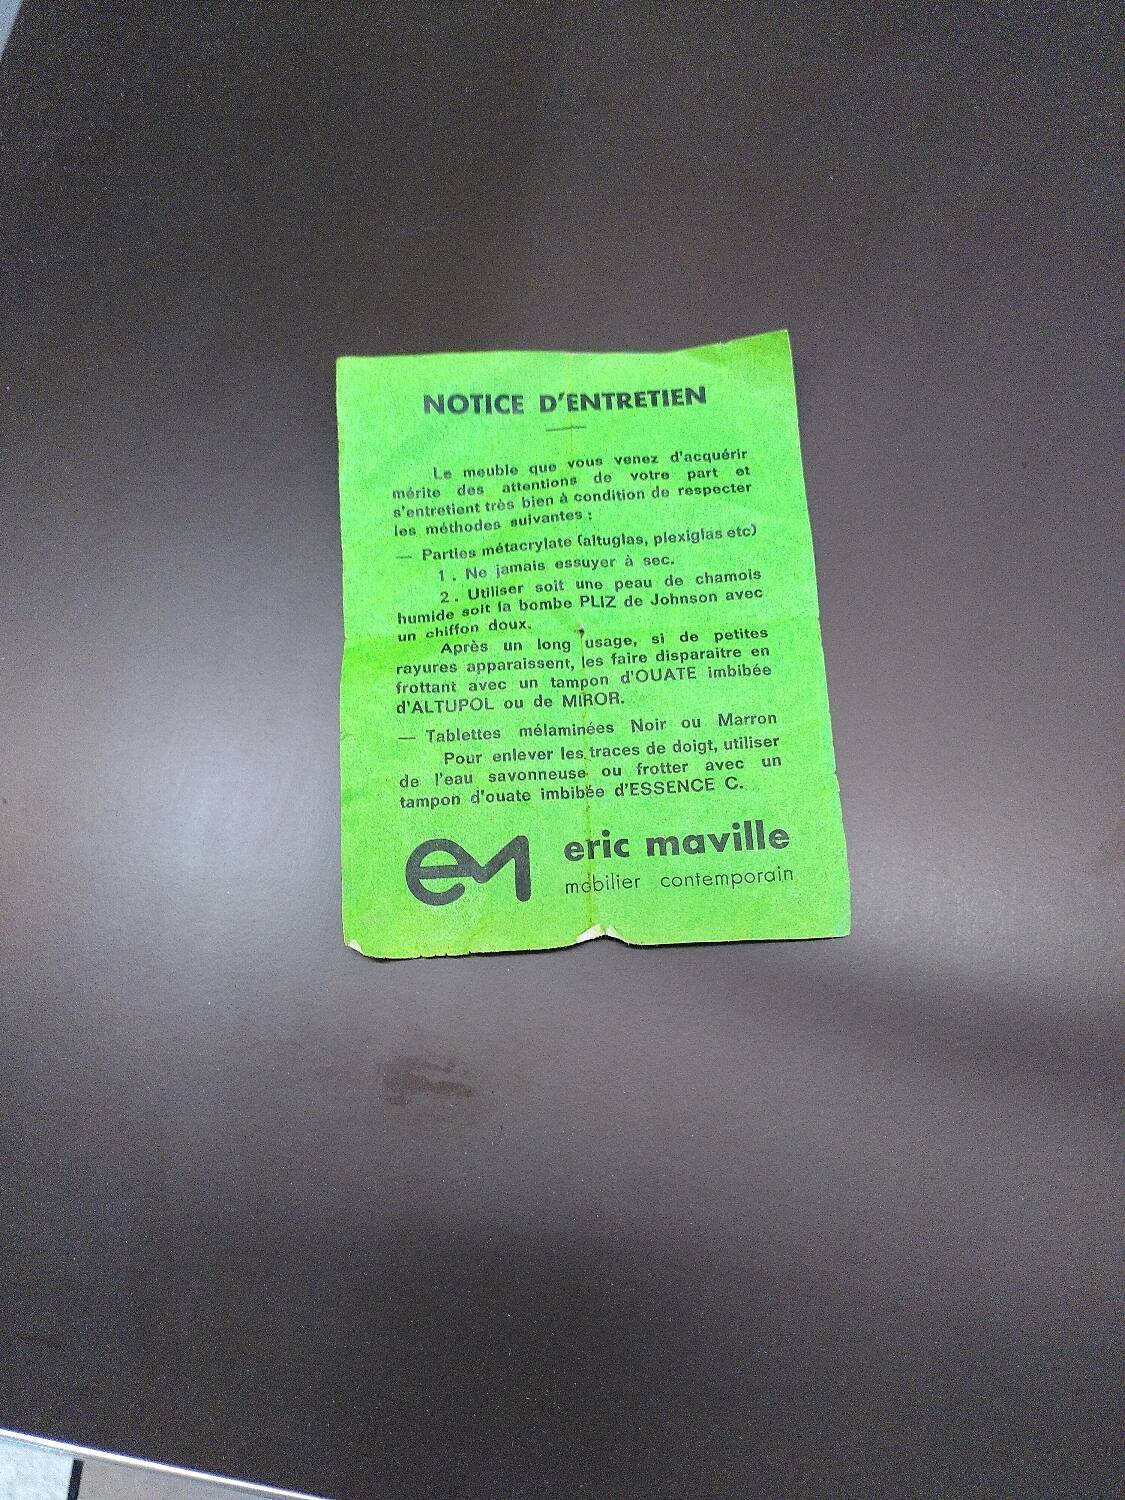 NOTICE D'ENTRETIEN
Le meuble que vous venez d'acquérir
mérite des attentions de votre part et
s'entretient très bien à condition de respecter
les méthodes suivantes :
— Parties métacrylate (altuglas, plexiglas etc)
1 . Ne jamais essuyer à sec.
2 . Utiliser soit une peau de chamois
humide soit la bombe PLIZ de Johnson avec
un chiffon doux.
Après un long usage, si de petites
rayures apparaissent, les faire disparaitre en
frottant avec un tampon d'OUATE imbibée
d'ALTUPOL ou de MIROR.
— Tablettes mélaminées Noir ou Marron
Pour enlever les traces de doigt, utiliser
de l'eau savonneuse ou frotter avec un
tampon d'ouate imbibée d'ESSENCE C.
em eric maville
mobilier contemporain